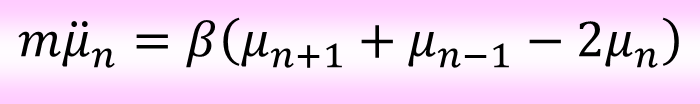 mμ̈ₙ = β(μₙ₊₁ + μₙ₋₁ − 2μₙ)